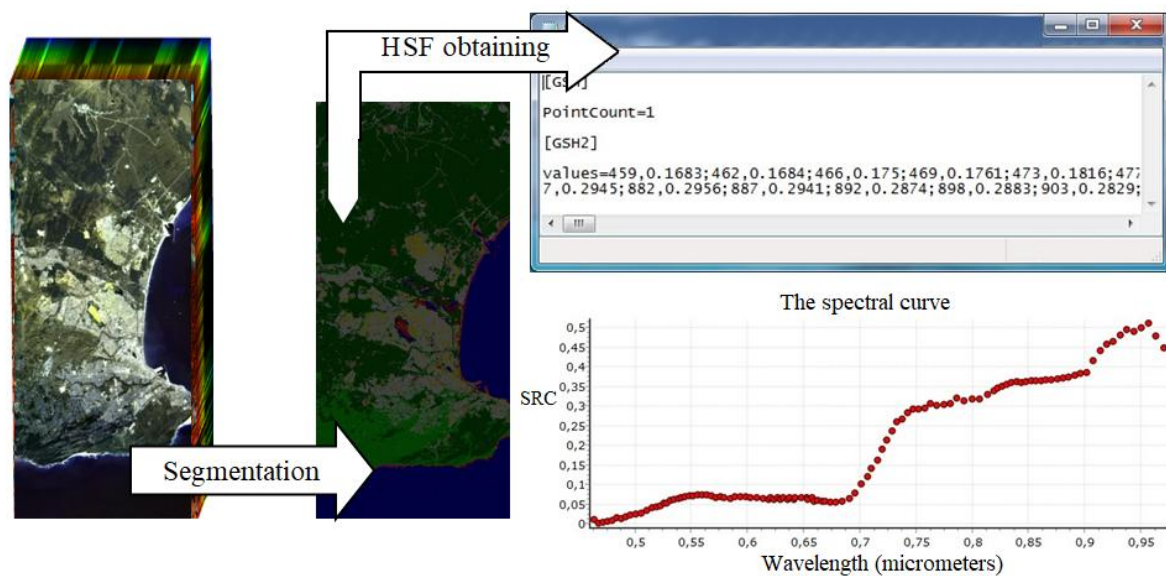 HSF obtaining
PointCount=1
[GSH2]
values=459,0.1683;462,0.1684;466,0.175;469,0.1761;473,0.1816;477
7,0.2945;882,0.2956;887,0.2941;892,0.2874;898,0.2883;903,0.2829;
Segmentation
The spectral curve
SRC
0,5
0,45
0,4
0,35
0,3
0,25
0,2
0,15
0,1
0,05
0
0,5
0,55
0,6
0,65
0,7
0,75
0,8
0,85
0,9
0,95
Wavelength (micrometers)